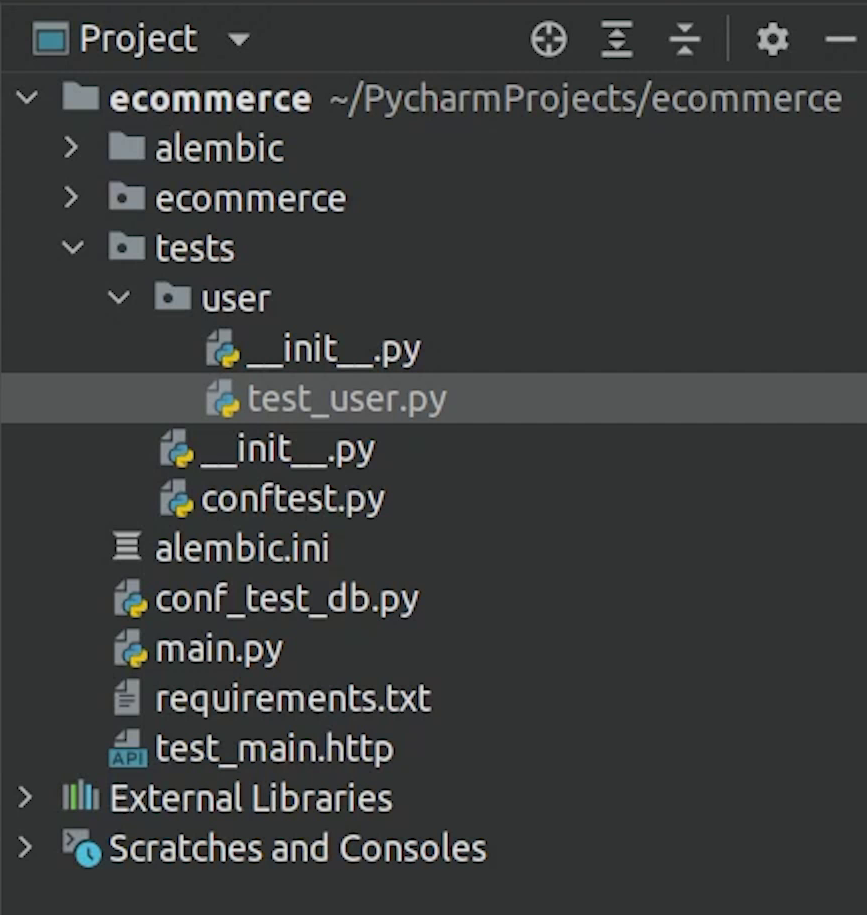 Project
ecommerce ~/PycharmProjects/ecommerce
alembic
ecommerce
tests
user
__init__.py
test_user.py
__init__.py
conftest.py
alembic.ini
conf_test_db.py
main.py
requirements.txt
API test_main.http
External Libraries
Scratches and Consoles